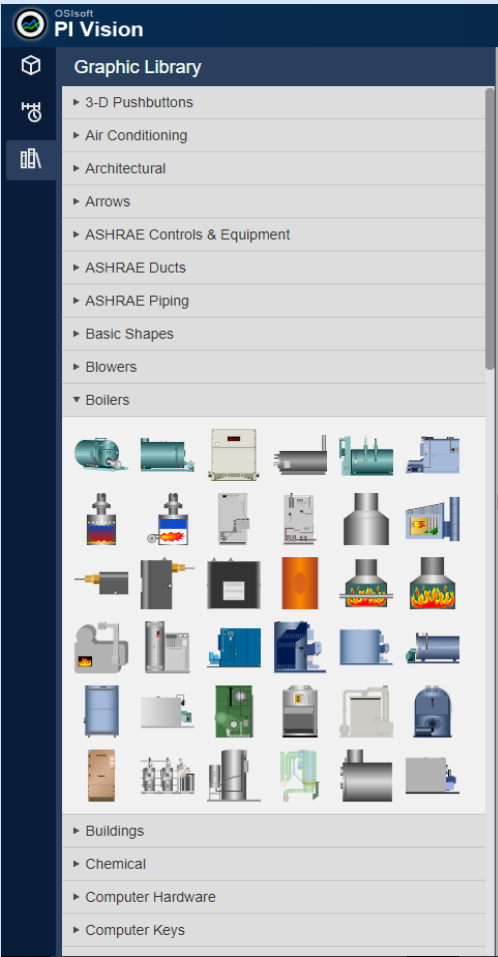 OSIsoft
PI Vision
Graphic Library
3-D Pushbuttons
Air Conditioning
Architectural
Arrows
ASHRAE Controls & Equipment
ASHRAE Ducts
ASHRAE Piping
Basic Shapes
Blowers
Boilers
Buildings
Chemical
Computer Hardware
Computer Keys